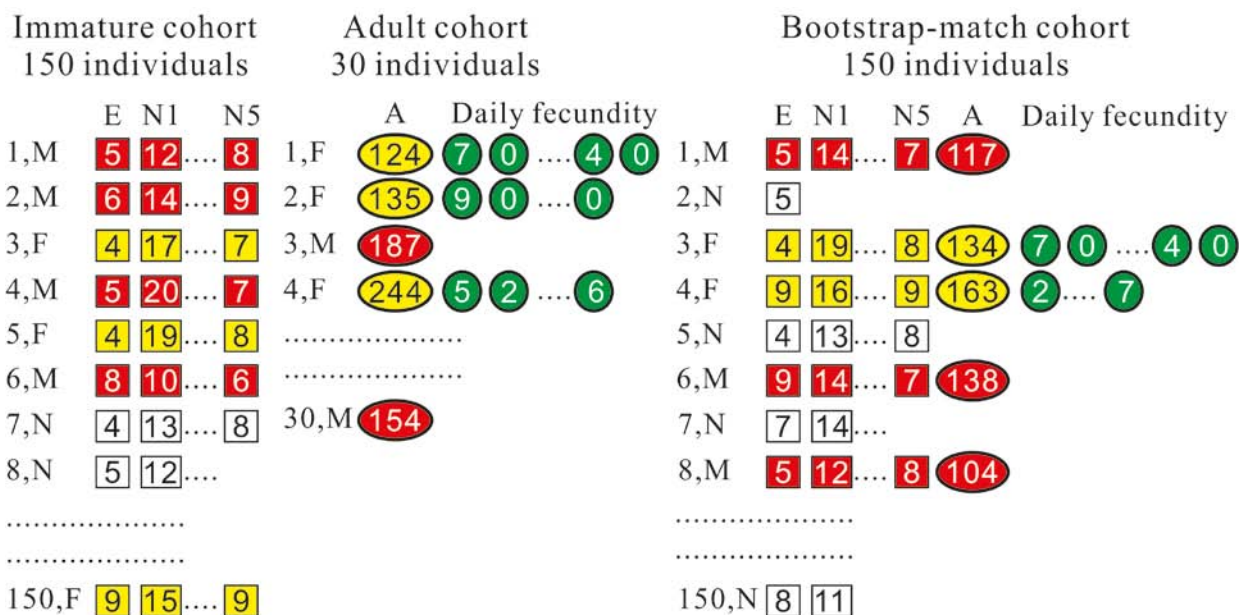 Immature cohort
150 individuals
E N1 N5
1,M 5 12 .... 8
2,M 6 14 .... 9
3,F 4 17 .... 7
4,M 5 20 .... 7
5,F 4 19 .... 8
6,M 8 10 .... 6
7,N 4 13 .... 8
8,N 5 12 ....
....................
....................
150,F 9 15 .... 9
Adult cohort
30 individuals
A Daily fecundity
1,F 124 7 0 .... 4 0
2,F 135 9 0 .... 0
3,M 187
4,F 244 5 2 .... 6
....................
....................
30,M 154
Bootstrap-match cohort
150 individuals
E N1 N5 A Daily fecundity
1,M 5 14 .... 7 117
2,N 5
3,F 4 19 .... 8 134 7 0 .... 4 0
4,F 9 16 .... 9 163 2 .... 7
5,N 4 13 .... 8
6,M 9 14 .... 7 138
7,N 7 14 ....
8,M 5 12 .... 8 104
....................
....................
150,N 8 11